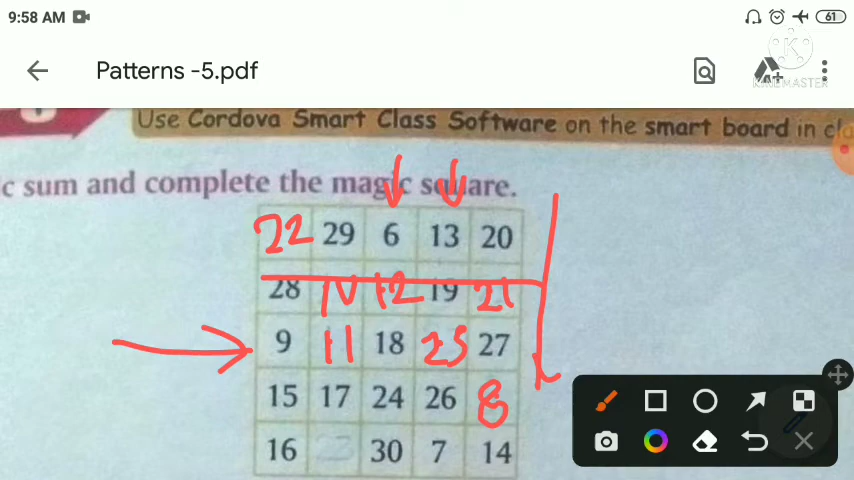 9:58 AM
61
Patterns -5.pdf
K
KINEMASTER
Use Cordova Smart Class Software on the smart board in cla
c sum and complete the magic square.
22 29 6 13 20
28 10 12 19 21
9 11 18 25 27
15 17 24 26 8
16 23 30 7 14